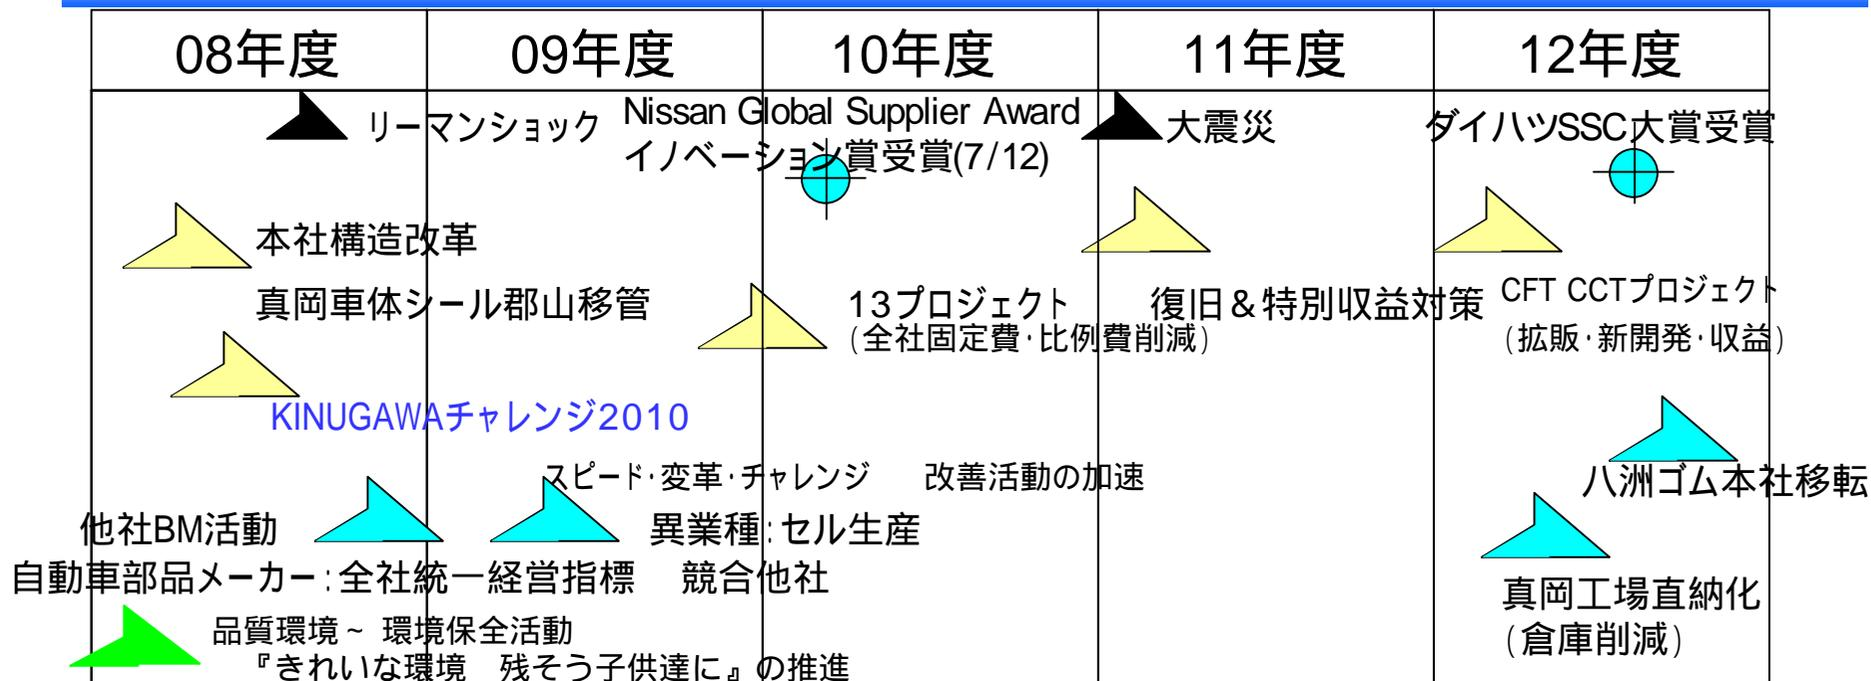 08年度 09年度 10年度 11年度 12年度
リーマンショック
Nissan Global Supplier Award
イノベーション賞受賞(7/12)
大震災
ダイハツSSC大賞受賞
本社構造改革
真岡車体シール郡山移管
13プロジェクト
(全社固定費･比例費削減)
復旧＆特別収益対策
CFT CCTプロジェクト
(拡販･新開発･収益)
KINUGAWAチャレンジ2010
スピード･変革･チャレンジ　改善活動の加速
八洲ゴム本社移転
他社BM活動
異業種：セル生産
自動車部品メーカー：全社統一経営指標　競合他社
真岡工場直納化
(倉庫削減)
品質環境～ 環境保全活動
『きれいな環境　残そう子供達に』の推進